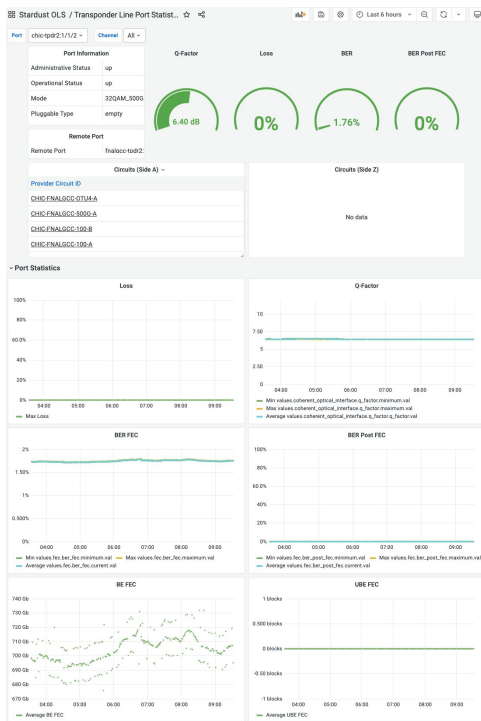 Stardust OLS / Transponder Line Port Statist...
Last 6 hours
Port chic-tpdr2:1/1/2 Channel All
Port Information
Administrative Status up
Operational Status up
Mode 32QAM_500G
Pluggable Type empty
Remote Port
Remote Port fnalgcc-tpdr2:
Q-Factor
6.40 dB
Loss
0%
BER
1.76%
BER Post FEC
0%
Circuits (Side A)
Provider Circuit ID
CHIC-FNALGCC-OTU4-A
CHIC-FNALGCC-500G-A
CHIC-FNALGCC-100-B
CHIC-FNALGCC-100-A
Circuits (Side Z)
No data
Port Statistics
Loss
100%
80%
60.0%
40%
20%
0%
04:00 05:00 06:00 07:00 08:00 09:00
Max Loss
Q-Factor
10
7.50
5
2.50
0
04:00 05:00 06:00 07:00 08:00 09:00
Min values.coherent_optical_interface.q_factor.minimum.val
Max values.coherent_optical_interface.q_factor.maximum.val
Average values.coherent_optical_interface.q_factor.q_factor.val
BER FEC
2%
1.50%
1%
0.500%
0%
04:00 05:00 06:00 07:00 08:00 09:00
Min values.fec.ber_fec.minimum.val Max values.fec.ber_fec.maximum.val
Average values.fec.ber_fec.current.val
BER Post FEC
100%
80%
60.0%
40%
20%
0%
04:00 05:00 06:00 07:00 08:00 09:00
Min values.fec.ber_post_fec.minimum.val Max values.fec.ber_post_fec.maximum.val
Average values.fec.ber_post_fec.current.val
BE FEC
740 Gb
730 Gb
720 Gb
710 Gb
700 Gb
690 Gb
680 Gb
670 Gb
04:00 05:00 06:00 07:00 08:00 09:00
Average BE FEC
UBE FEC
1 blocks
0.500 blocks
0 blocks
-0.50 blocks
-1 blocks
04:00 05:00 06:00 07:00 08:00 09:00
Average UBE FEC